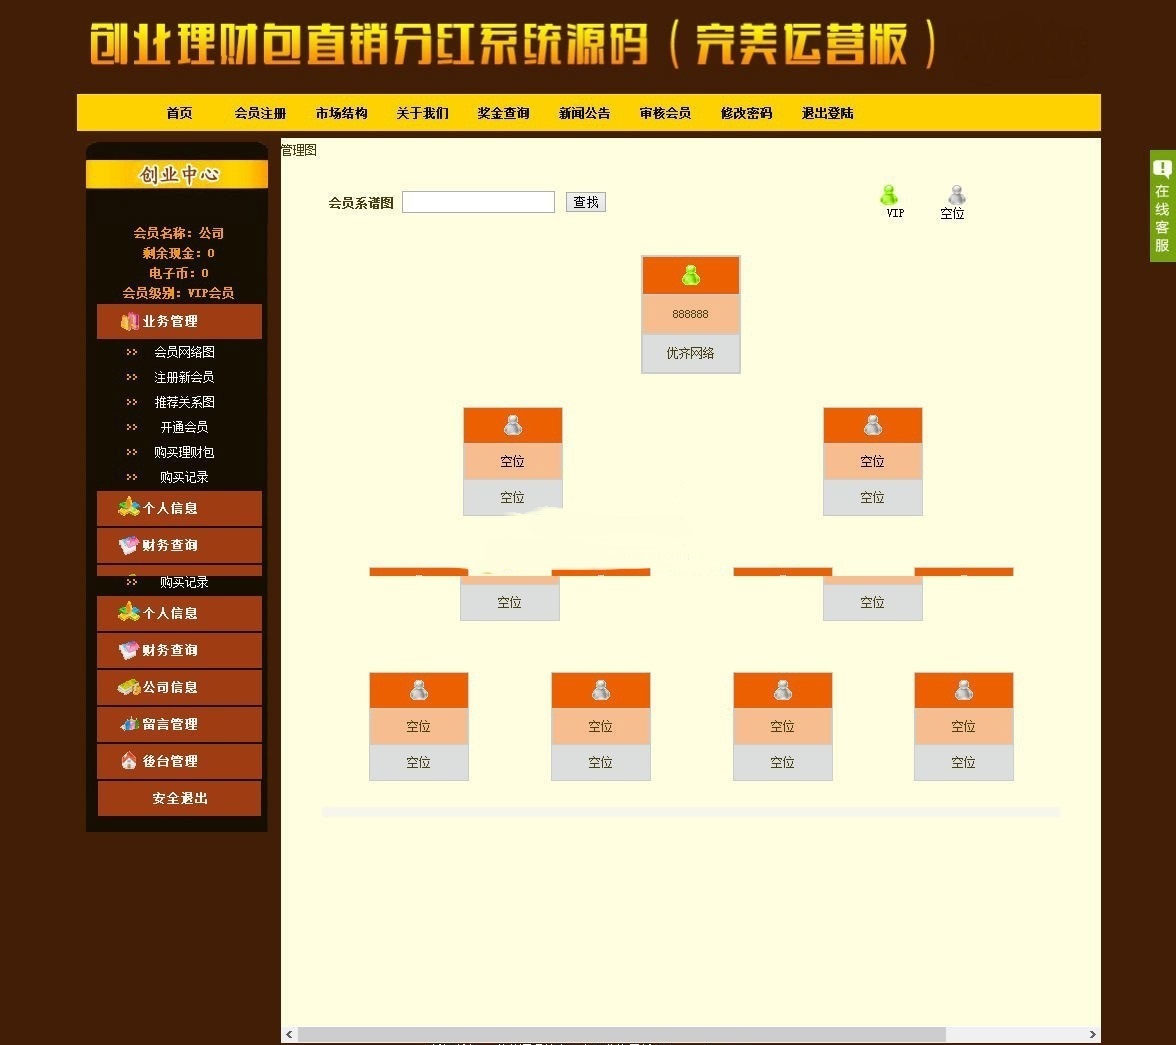 创业理财包直销分红系统源码（完美运营版）
首页 会员注册 市场结构 关于我们 奖金查询 新闻公告 审核会员 修改密码 退出登陆
创业中心
会员名称：公司
剩余现金：0
电子币：0
会员级别：VIP会员
业务管理
会员网络图
注册新会员
推荐关系图
开通会员
购买理财包
购买记录
个人信息
财务查询
购买记录
个人信息
财务查询
公司信息
留言管理
後台管理
安全退出
管理图
会员系谱图 查找
VIP 空位
888888
优齐网络
空位 空位
空位 空位
空位 空位
空位 空位 空位 空位
空位 空位 空位 空位
在线客服